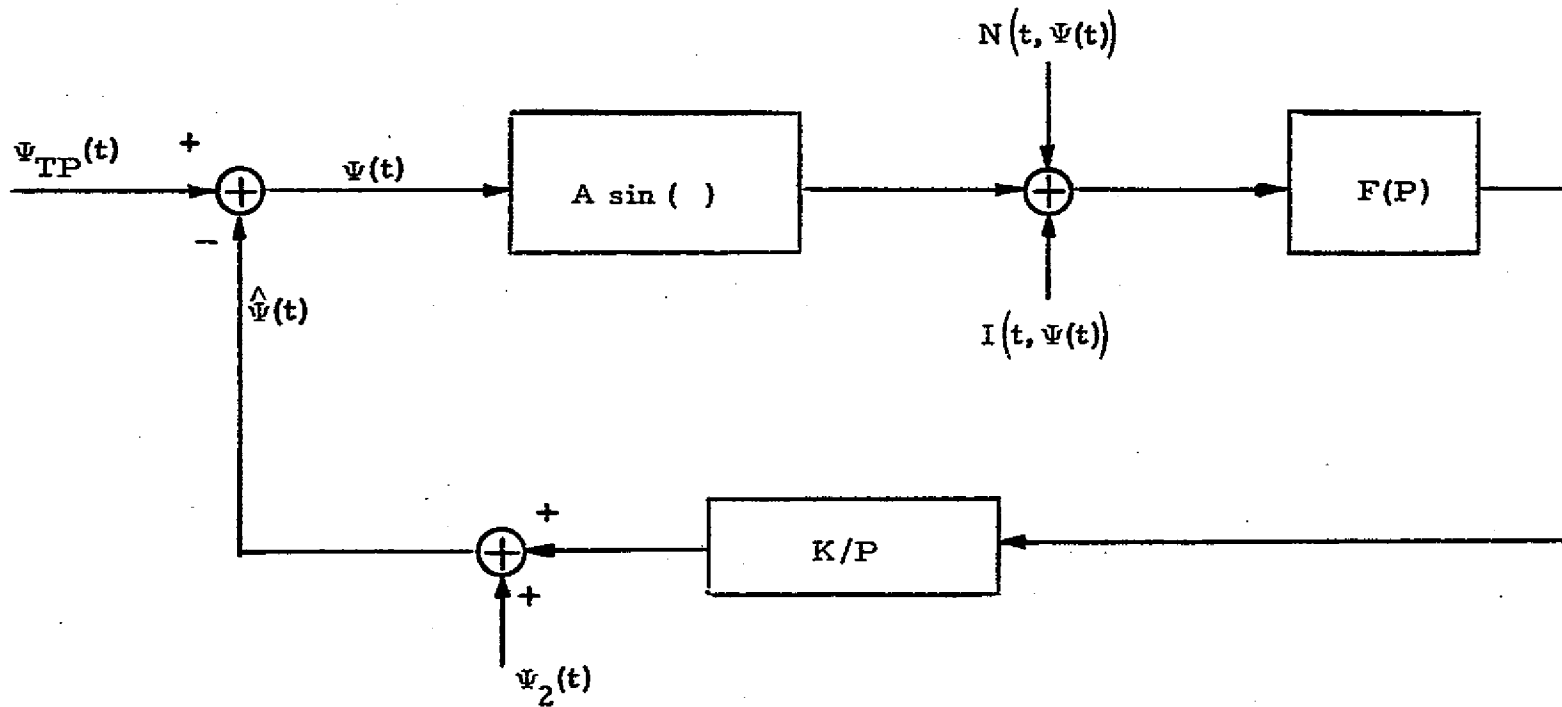 N(t, Ψ(t))
Ψ_TP(t)
+
Ψ(t)
A sin ( )
+
F(P)
+
−
Ψ̂(t)
I(t, Ψ(t))
+
K/P
+
+
Ψ_2(t)